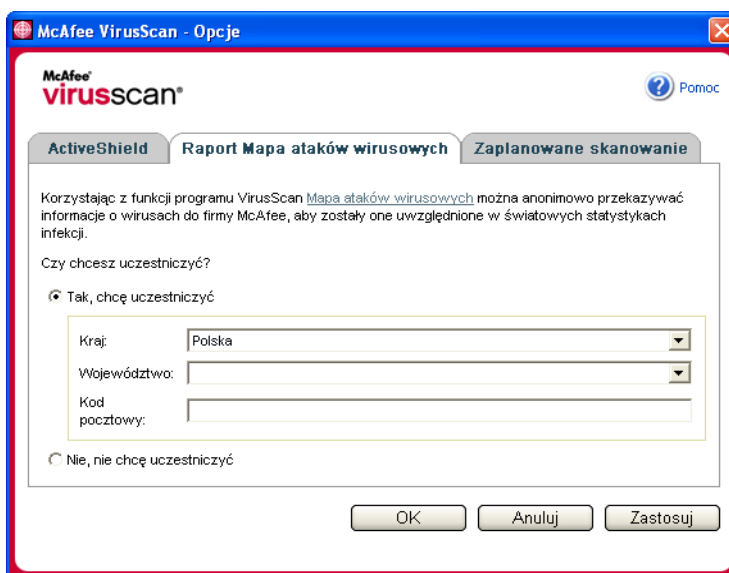 McAfee VirusScan - Opcje
McAfee®
virusscan®
Pomoc
ActiveShield
Raport Mapa ataków wirusowych
Zaplanowane skanowanie
Korzystając z funkcji programu VirusScan Mapa ataków wirusowych można anonimowo przekazywać
informacje o wirusach do firmy McAfee, aby zostały one uwzględnione w światowych statystykach
infekcji.
Czy chcesz uczestniczyć?
Tak, chcę uczestniczyć
Kraj:
Polska
Województwo:
Kod
pocztowy:
Nie, nie chcę uczestniczyć
OK
Anuluj
Zastosuj